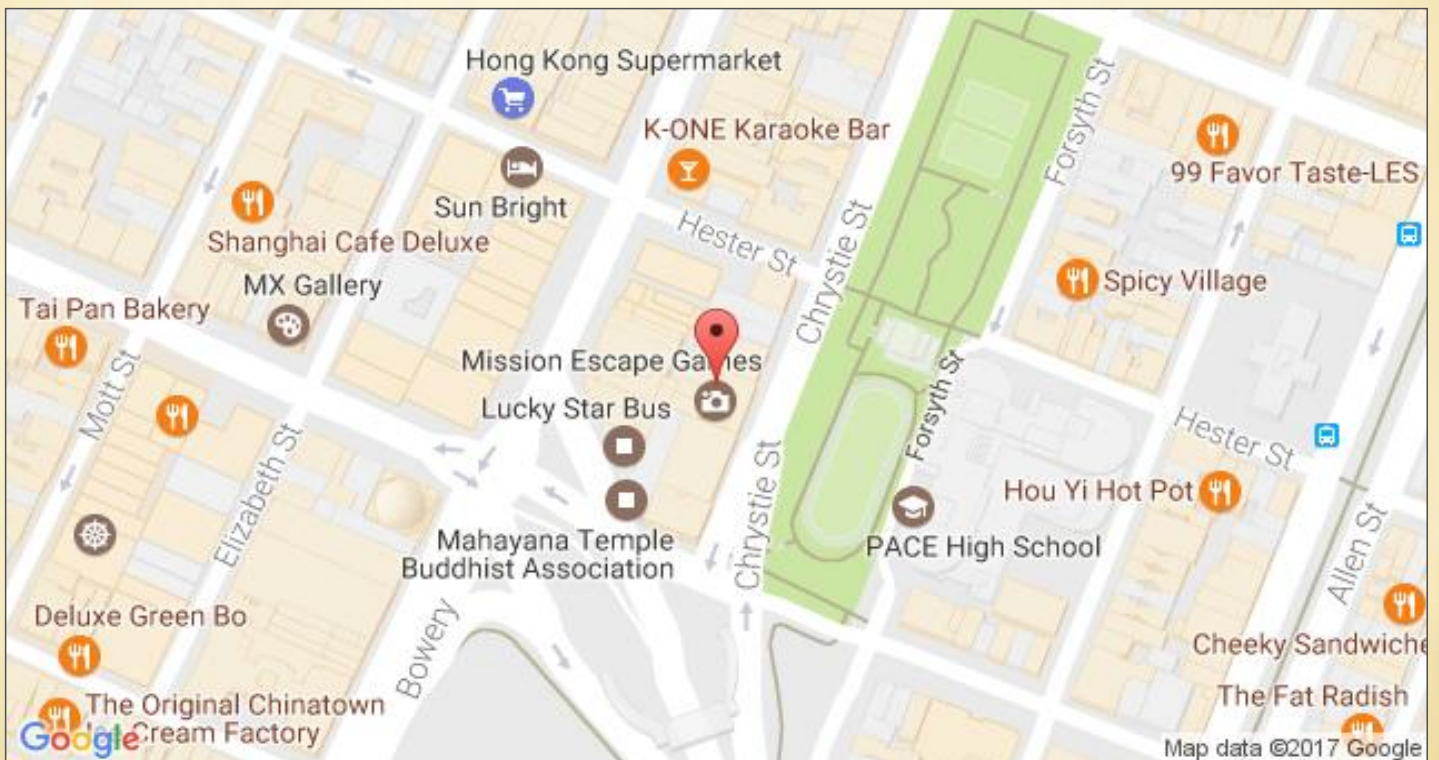 Hong Kong Supermarket
K-ONE Karaoke Bar
Forsyth St
99 Favor Taste-LES
Sun Bright
Shanghai Cafe Deluxe
Hester St
Chrystie St
MX Gallery
Spicy Village
Tai Pan Bakery
Mission Escape Games
Mott St
Lucky Star Bus
Forsyth St
Hester St
Elizabeth St
Hou Yi Hot Pot
Chrystie St
Mahayana Temple
Buddhist Association
PACE High School
Allen St
Deluxe Green Bo
Bowery
Cheeky Sandwiche
The Original Chinatown
Cream Factory
The Fat Radish
Google
Map data ©2017 Google